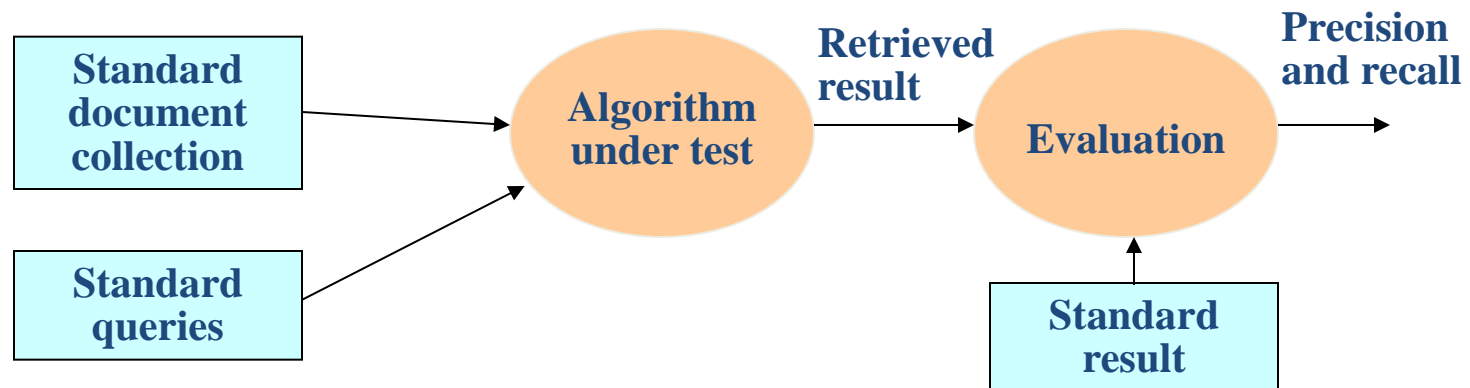 Standard
document
collection
Standard
queries
Algorithm
under test
Retrieved
result
Evaluation
Precision
and recall
Standard
result